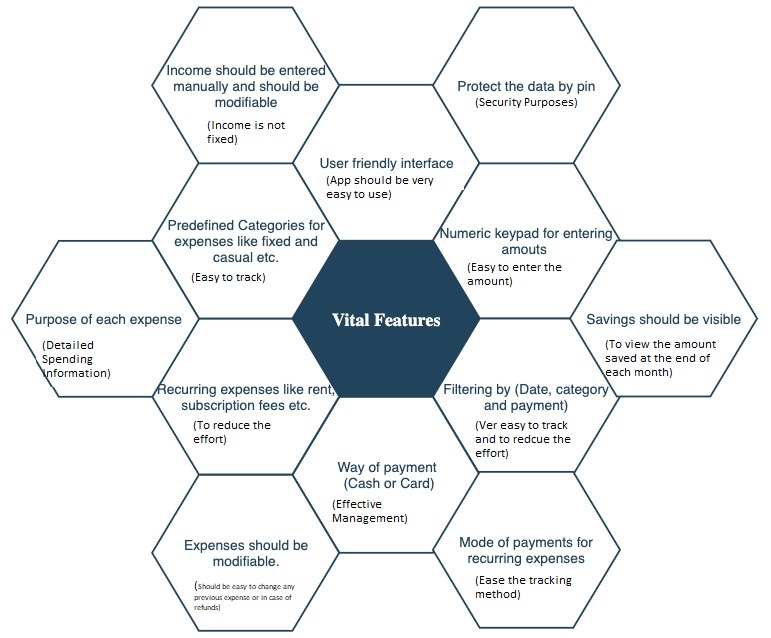 Income should be entered
manually and should be
modifiable
(Income is not
fixed)
Protect the data by pin
(Security Purposes)
User friendly interface
(App should be very
easy to use)
Predefined Categories for
expenses like fixed and
casual etc.
(Easy to track)
Numeric keypad for entering
amouts
(Easy to enter the
amount)
Purpose of each expense
(Detailed
Spending
Information)
Vital Features
Savings should be visible
(To view the amount
saved at the end of
each month)
Recurring expenses like rent,
subscription fees etc.
(To reduce the
effort)
Filtering by (Date, category
and payment)
(Ver easy to track
and to redcue the
effort)
Way of payment
(Cash or Card)
(Effective
Management)
Expenses should be
modifiable.
(Should be easy to change any
previous expense or in case of
refunds)
Mode of payments for
recurring expenses
(Ease the tracking
method)